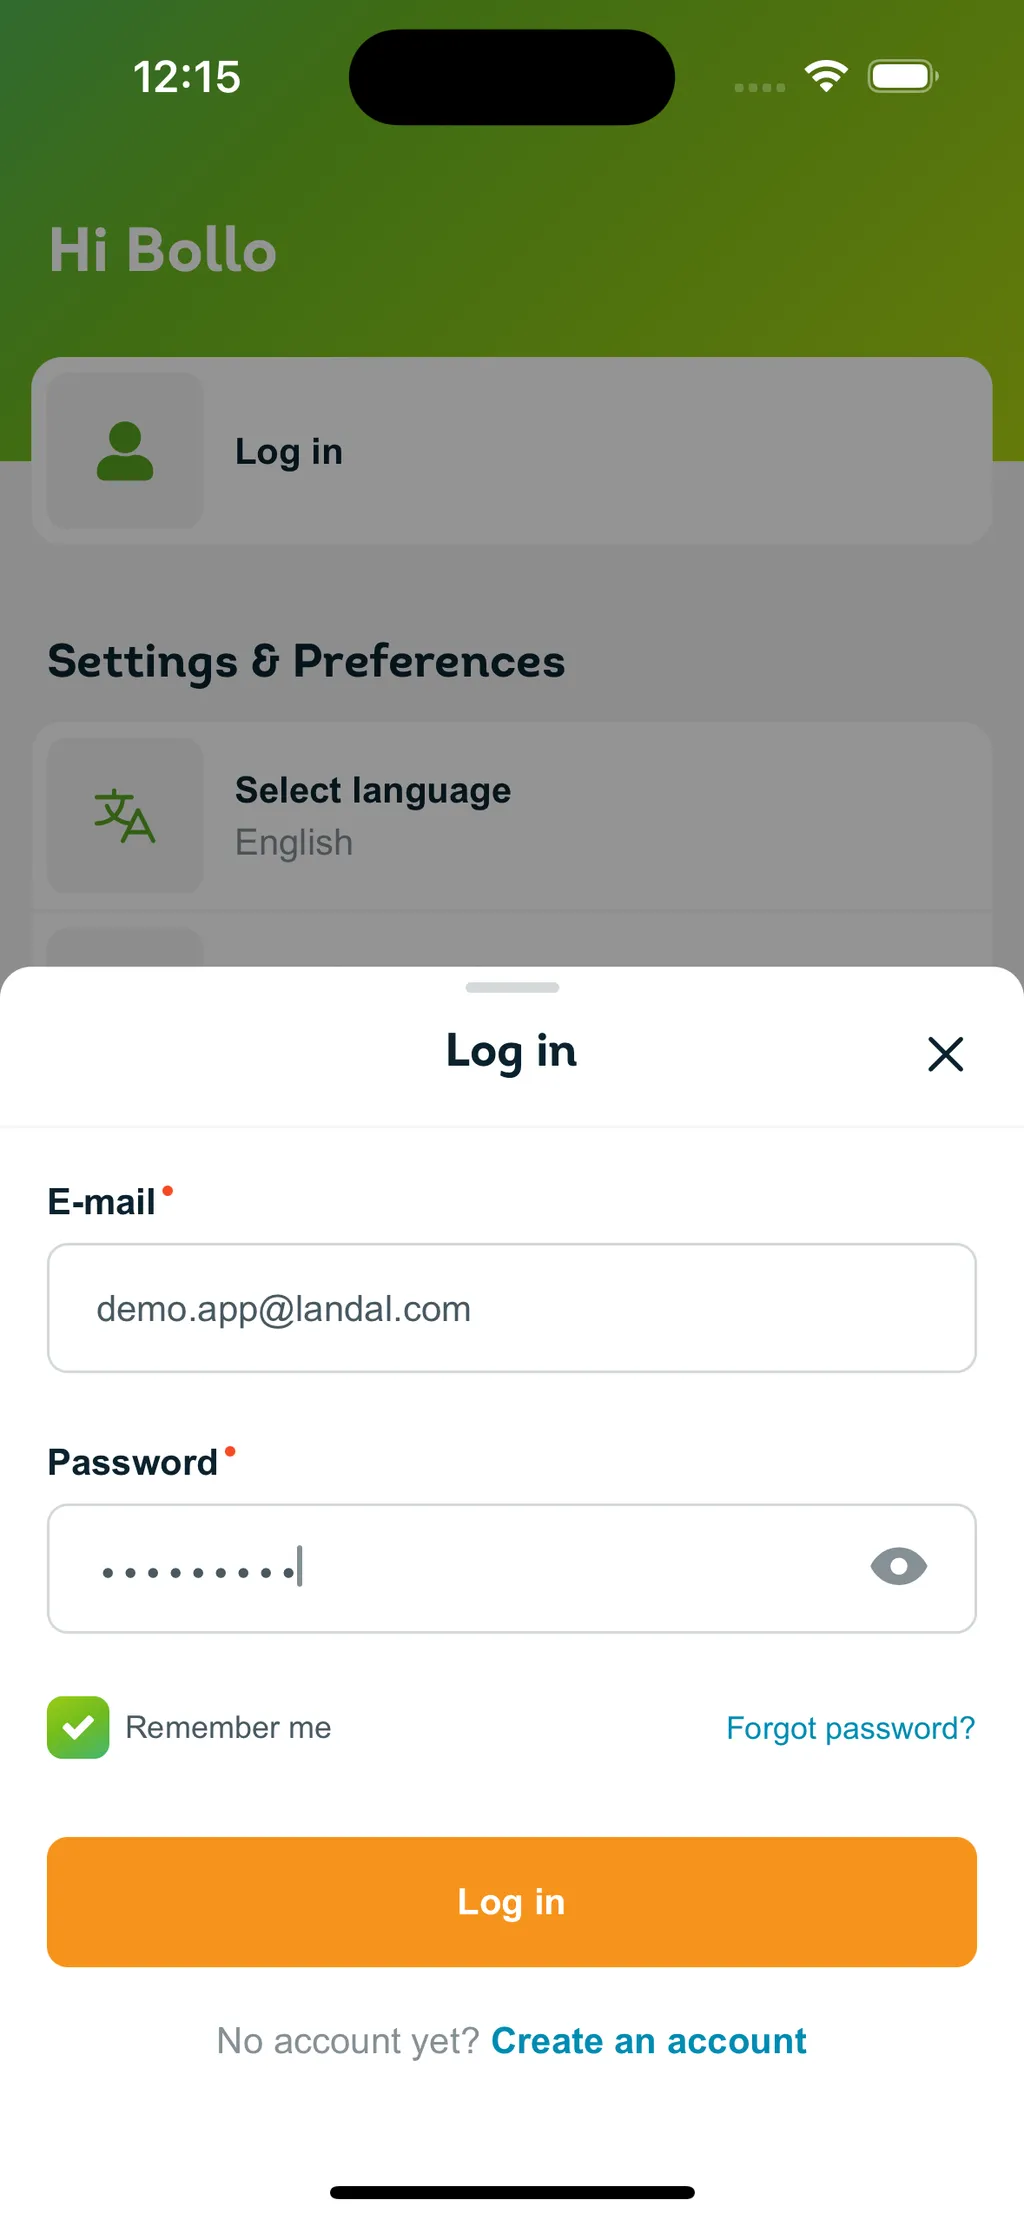 12:15
Hi Bollo
Log in
Settings & Preferences
Select language
English
Log in
E-mail
demo.app@landal.com
Password
•••••••••
Remember me
Forgot password?
Log in
No account yet? Create an account